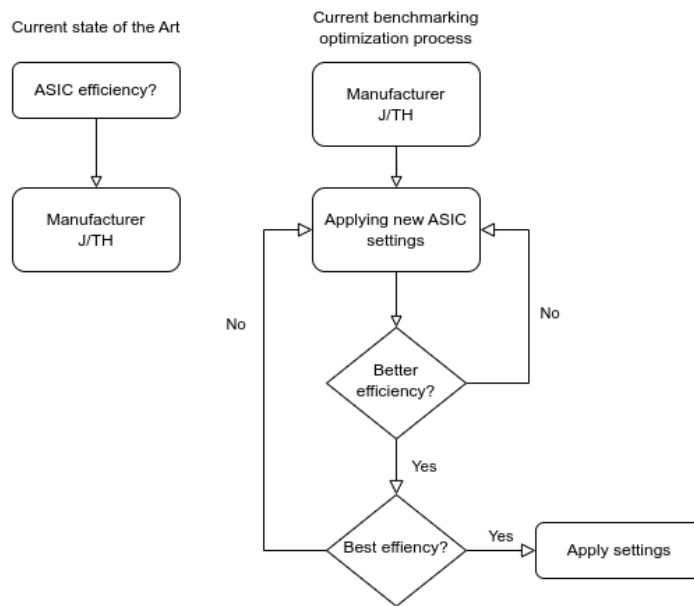 Current state of the Art
ASIC efficiency?
Manufacturer
J/TH
Current benchmarking
optimization process
Manufacturer
J/TH
Applying new ASIC
settings
No
No
Better
efficiency?
Yes
Best effiency?
Yes
Apply settings